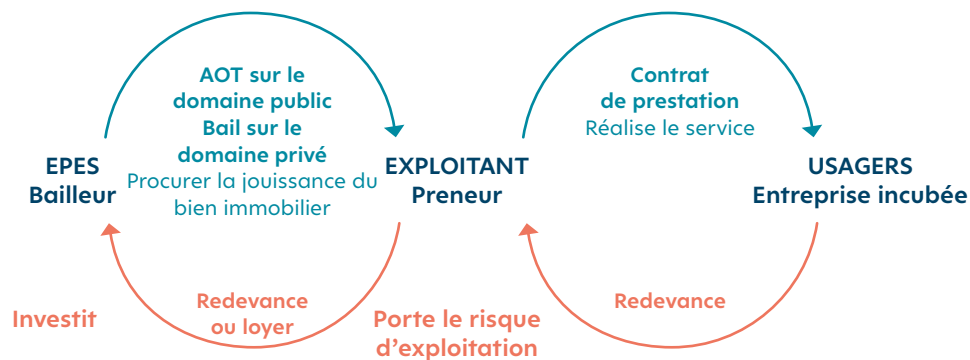 AOT sur le
domaine public
Bail sur le
domaine privé
Procurer la jouissance du
bien immobilier
Contrat
de prestation
Réalise le service
EPES
Bailleur
EXPLOITANT
Preneur
USAGERS
Entreprise incubée
Investit
Redevance
ou loyer
Porte le risque
d’exploitation
Redevance